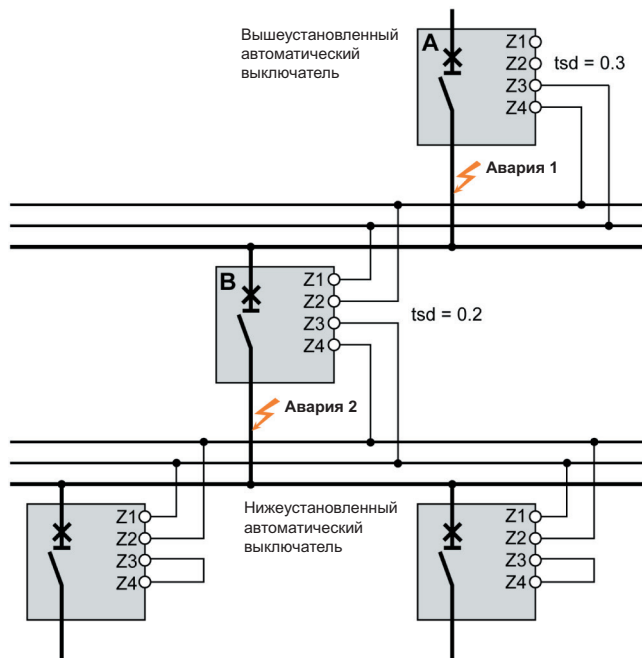 Вышеустановленный
автоматический
выключатель
A
Z1
Z2
Z3
Z4
tsd = 0.3
Авария 1
B
Z1
Z2
Z3
Z4
tsd = 0.2
Авария 2
Нижеустановленный
автоматический
выключатель
Z1
Z2
Z3
Z4
Z1
Z2
Z3
Z4